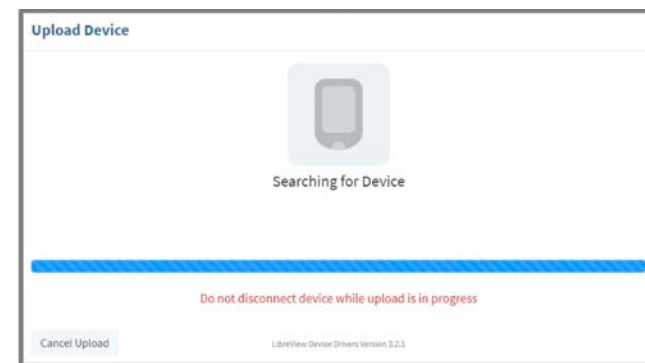 Upload Device
Searching for Device
Do not disconnect device while upload is in progress
Cancel Upload
LibreView Device Drivers Version 3.2.1